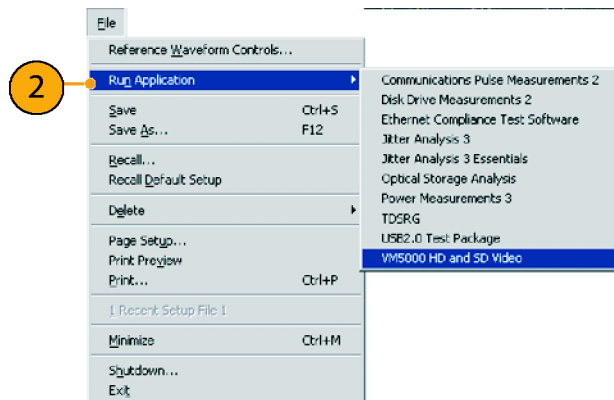 File
Reference Waveform Controls...
2
Run Application
Save Ctrl+S
Save As... F12
Recall...
Recall Default Setup
Delete
Page Setup...
Print Preview
Print... Ctrl+P
1 Recent Setup File 1
Minimize Ctrl+M
Shutdown...
Exit
Communications Pulse Measurements 2
Disk Drive Measurements 2
Ethernet Compliance Test Software
Jitter Analysis 3
Jitter Analysis 3 Essentials
Optical Storage Analysis
Power Measurements 3
TDSRG
USB2.0 Test Package
VM5000 HD and SD Video